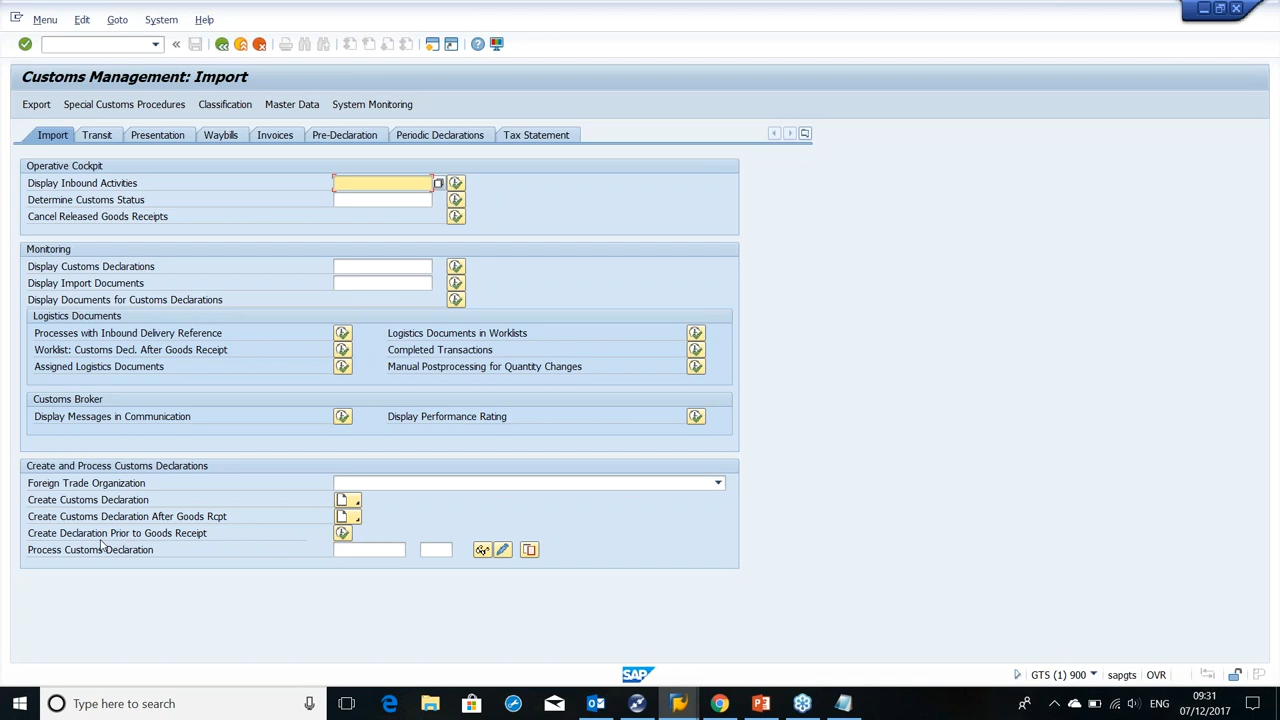 Menu Edit Goto System Help
Customs Management: Import
Export Special Customs Procedures Classification Master Data System Monitoring
Import Transit Presentation Waybills Invoices Pre-Declaration Periodic Declarations Tax Statement
Operative Cockpit
Display Inbound Activities
Determine Customs Status
Cancel Released Goods Receipts
Monitoring
Display Customs Declarations
Display Import Documents
Display Documents for Customs Declarations
Logistics Documents
Processes with Inbound Delivery Reference Logistics Documents in Worklists
Worklist: Customs Decl. After Goods Receipt Completed Transactions
Assigned Logistics Documents Manual Postprocessing for Quantity Changes
Customs Broker
Display Messages in Communication Display Performance Rating
Create and Process Customs Declarations
Foreign Trade Organization
Create Customs Declaration
Create Customs Declaration After Goods Rcpt
Create Declaration Prior to Goods Receipt
Process Customs Declaration
SAP GTS (1) 900 sapgts OVR
Type here to search ENG 09:31
07/12/2017